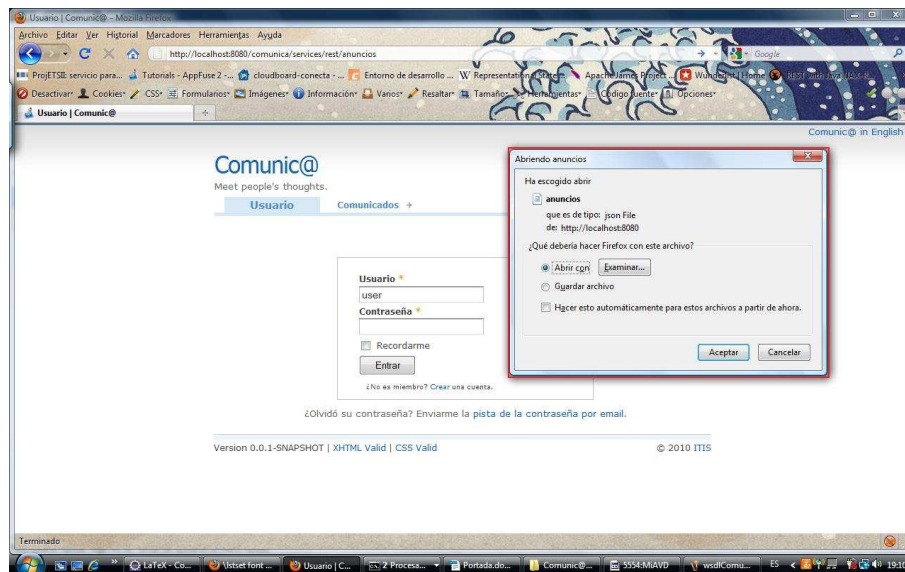 Usuario | Comunic@ - Mozilla Firefox
Archivo Editar Ver Historial Marcadores Herramientas Ayuda
http://localhost:8080/comunica/services/rest/anuncios
Google
ProjETSII: servicio para... Tutorials - AppFuse 2 -... cloudboard-conecta - ... Entorno de desarrollo ... Representational State ... Apache James Project ... Wunderlist | Home REST with Java
Desactivar Cookies CSS Formularios Imágenes Información Varios Resaltar Tamaño Herramientas Código fuente Opciones
Usuario | Comunic@
Comunic@ in English
Comunic@
Meet people's thoughts.
Usuario Comunicados
Usuario *
user
Contraseña *
Recordarme
Entrar
¿No es miembro? Crear una cuenta.
¿Olvidó su contraseña? Enviarme la pista de la contraseña por email.
Version 0.0.1-SNAPSHOT | XHTML Valid | CSS Valid
© 2010 ITIS
Abriendo anuncios
Ha escogido abrir
anuncios
que es de tipo: json File
de: http://localhost:8080
¿Qué debería hacer Firefox con este archivo?
Abrir con Examinar...
Guardar archivo
Hacer esto automáticamente para estos archivos a partir de ahora.
Aceptar Cancelar
Terminado
LaTeX - Co... \lstset font ... Usuario | C... 2 Procesa... Portada.do... Comunic@... 5554:MiAVD wsdlComu... ES 19:10